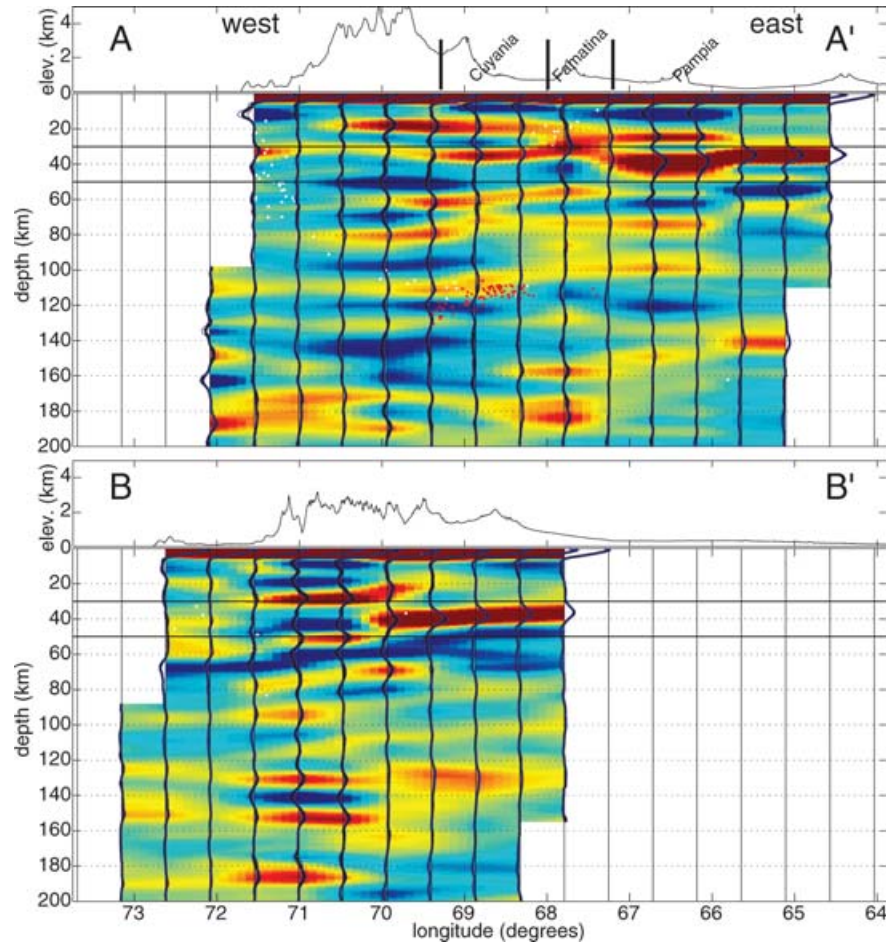 A west east A'
elev. (km)
4
2
0
Cuyania
Famatina
Pampia
depth (km)
20
40
60
80
100
120
140
160
180
200
B B'
elev. (km)
4
2
0
depth (km)
20
40
60
80
100
120
140
160
180
200
73 72 71 70 69 68 67 66 65 64
longitude (degrees)